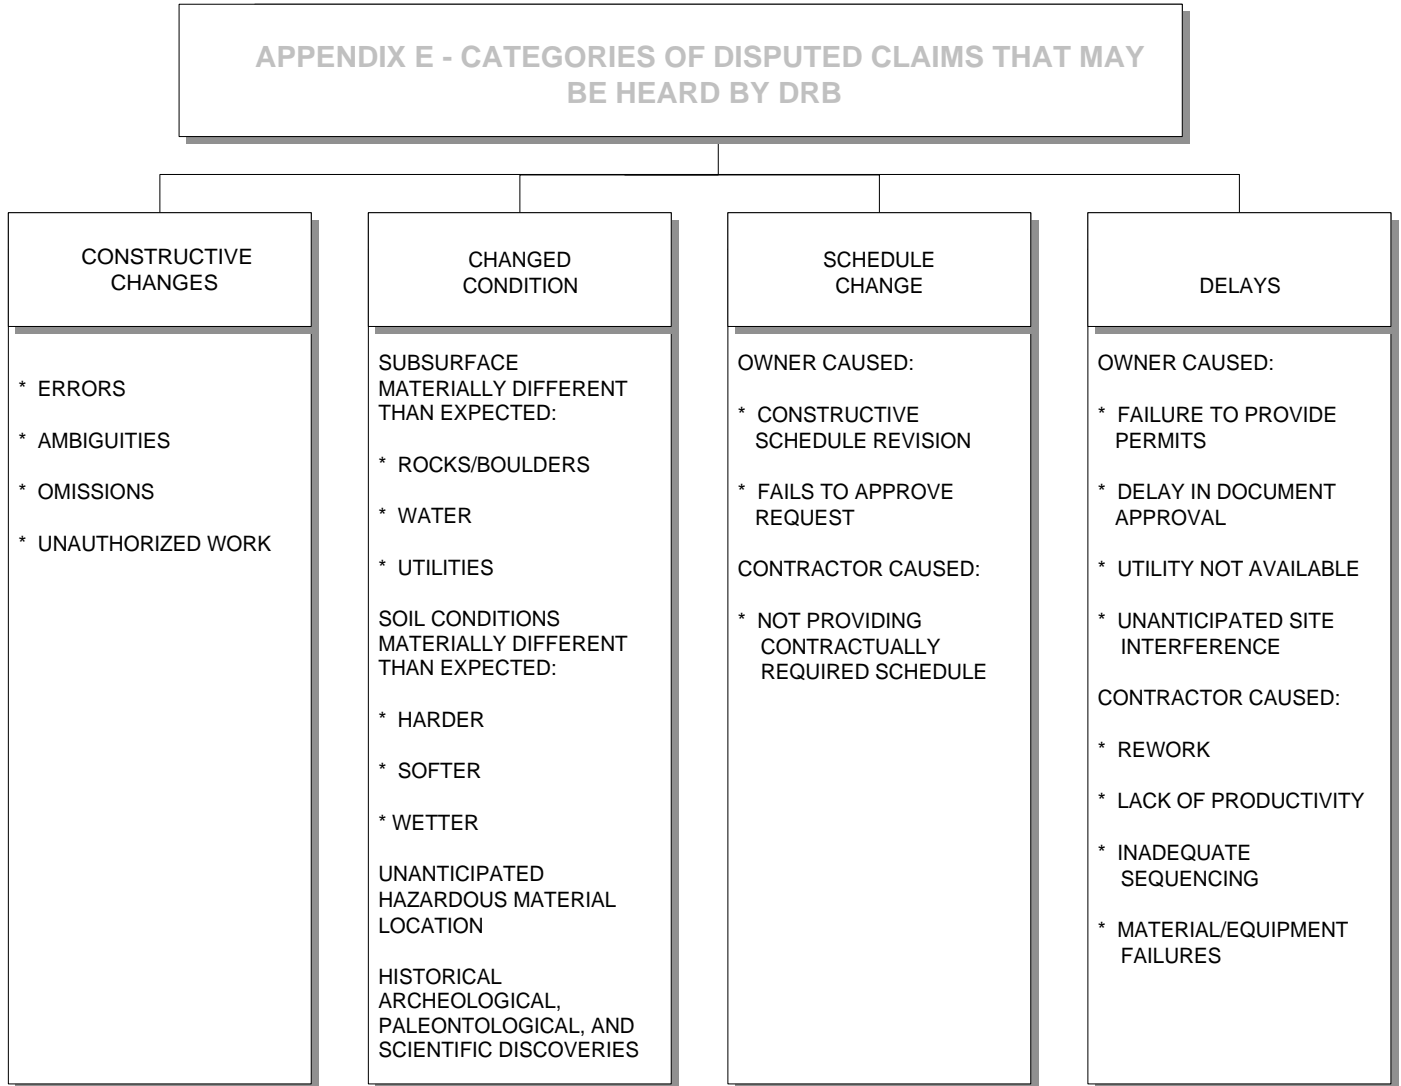 APPENDIX E - CATEGORIES OF DISPUTED CLAIMS THAT MAY
BE HEARD BY DRB
CONSTRUCTIVE
CHANGES
* ERRORS
* AMBIGUITIES
* OMISSIONS
* UNAUTHORIZED WORK
CHANGED
CONDITION
SUBSURFACE
MATERIALLY DIFFERENT
THAN EXPECTED:
* ROCKS/BOULDERS
* WATER
* UTILITIES
SOIL CONDITIONS
MATERIALLY DIFFERENT
THAN EXPECTED:
* HARDER
* SOFTER
* WETTER
UNANTICIPATED
HAZARDOUS MATERIAL
LOCATION
HISTORICAL
ARCHEOLOGICAL,
PALEONTOLOGICAL, AND
SCIENTIFIC DISCOVERIES
SCHEDULE
CHANGE
OWNER CAUSED:
* CONSTRUCTIVE
SCHEDULE REVISION
* FAILS TO APPROVE
REQUEST
CONTRACTOR CAUSED:
* NOT PROVIDING
CONTRACTUALLY
REQUIRED SCHEDULE
DELAYS
OWNER CAUSED:
* FAILURE TO PROVIDE
PERMITS
* DELAY IN DOCUMENT
APPROVAL
* UTILITY NOT AVAILABLE
* UNANTICIPATED SITE
INTERFERENCE
CONTRACTOR CAUSED:
* REWORK
* LACK OF PRODUCTIVITY
* INADEQUATE
SEQUENCING
* MATERIAL/EQUIPMENT
FAILURES